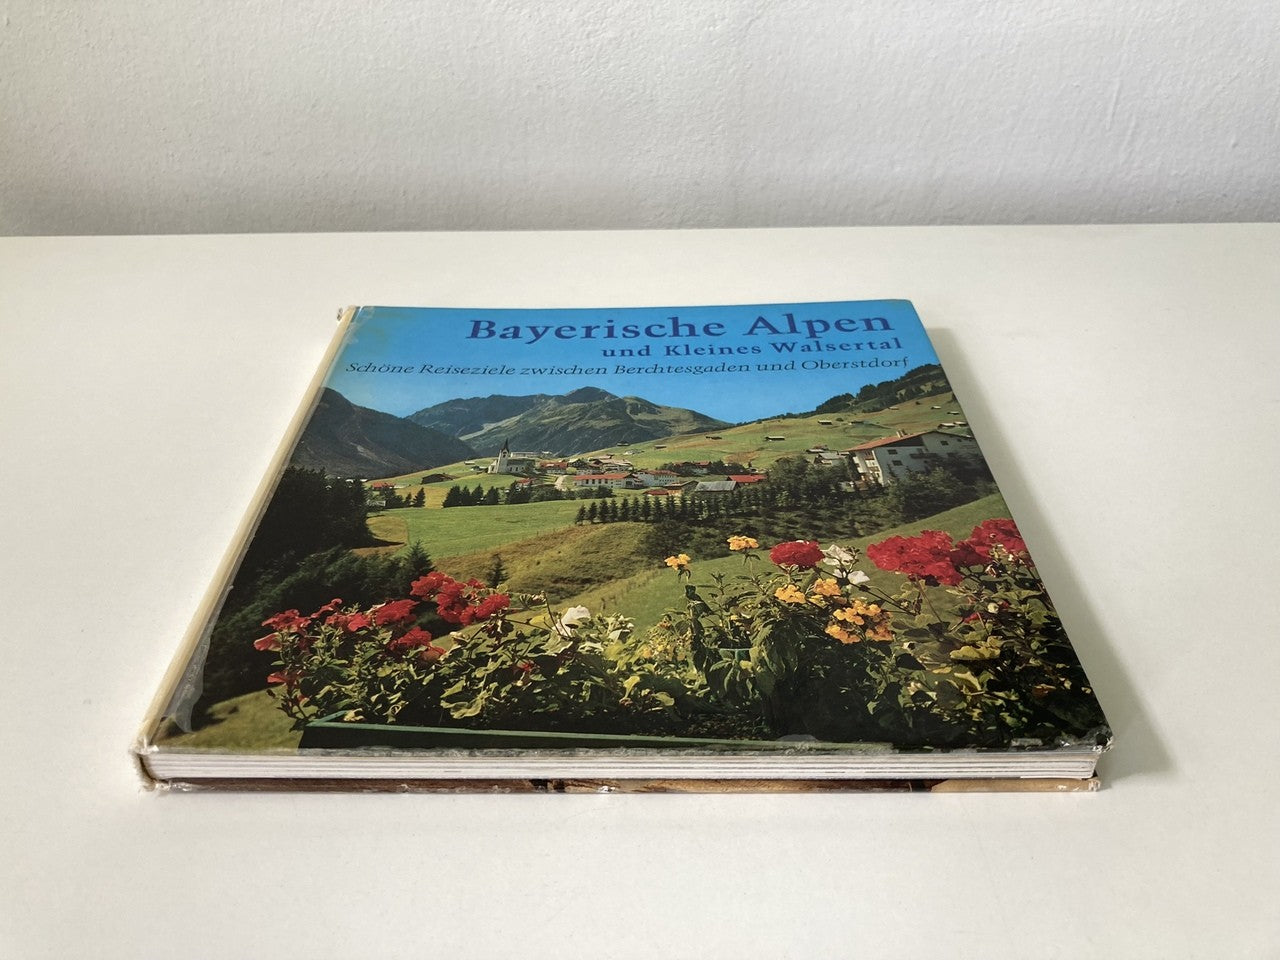 Bayerische Alpen
und Kleines Walsertal
Schöne Reiseziele zwischen Berchtesgaden und Oberstdorf